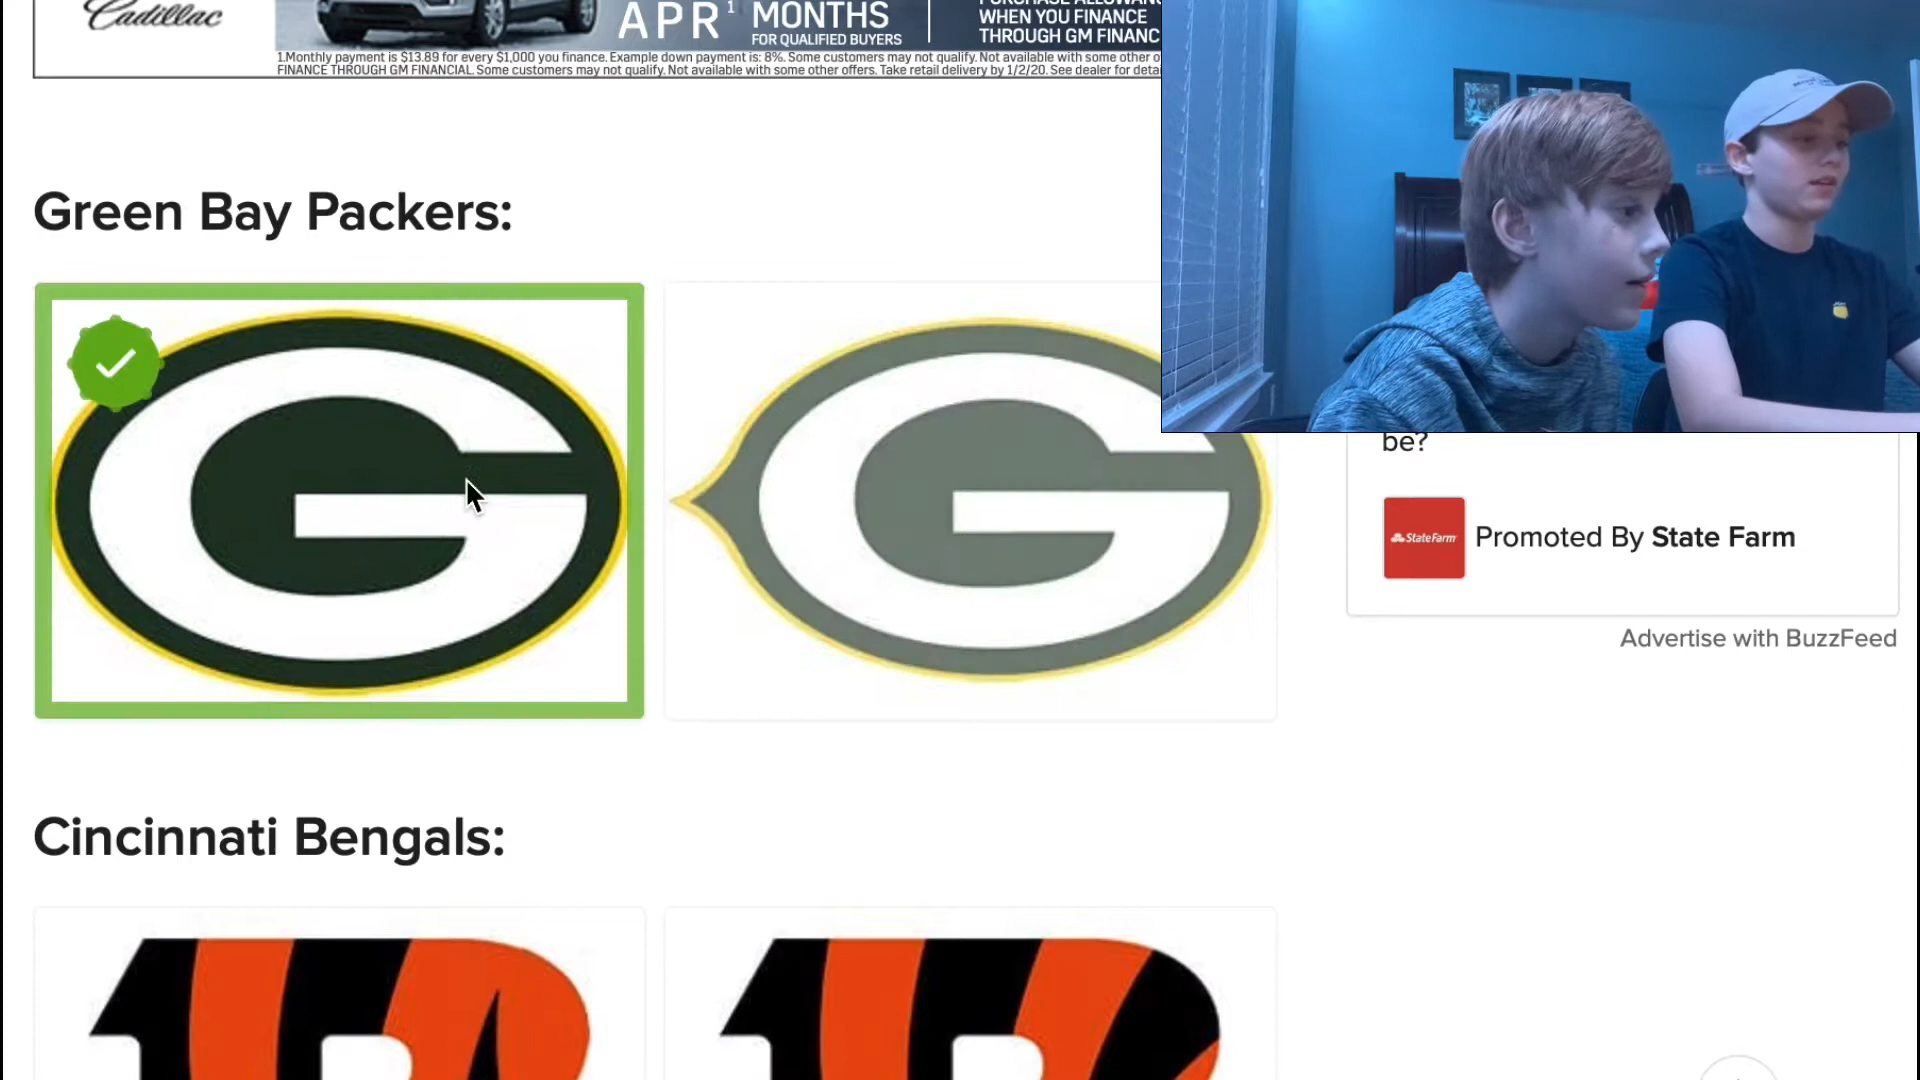 Cadillac
APR¹ MONTHS
FOR QUALIFIED BUYERS
WHEN YOU FINANCE
THROUGH GM FINANC
1.Monthly payment is $13.89 for every $1,000 you finance. Example down payment is: 8%. Some customers may not qualify. Not available with some other o
FINANCE THROUGH GM FINANCIAL. Some customers may not qualify. Not available with some other offers. Take retail delivery by 1/2/20. See dealer for deta
Green Bay Packers:
G
G
be?
StateFarm
Promoted By State Farm
Advertise with BuzzFeed
Cincinnati Bengals: